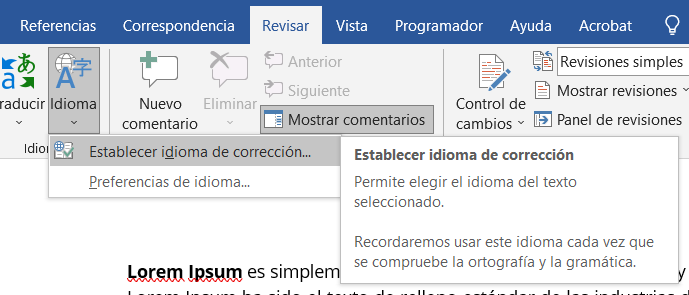 Referencias Correspondencia Revisar Vista Programador Ayuda Acrobat
raducir
Idioma
Nuevo
comentario
Eliminar
Anterior
Siguiente
Mostrar comentarios
Control de
cambios
Revisiones simples
Mostrar revisiones
Panel de revisiones
Idio
Establecer idioma de corrección...
Preferencias de idioma...
Establecer idioma de corrección
Permite elegir el idioma del texto
seleccionado.
Recordaremos usar este idioma cada vez que
se compruebe la ortografía y la gramática.
Lorem Ipsum es simplem y
Lorem Ipsum ha sido el texto de relleno estándar de las industrias d